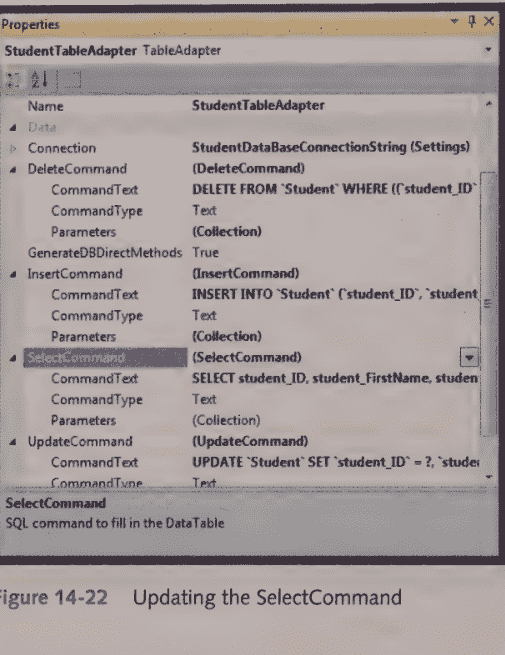 Properties
StudentTableAdapter TableAdapter
Name StudentTableAdapter
Data
Connection StudentDataBaseConnectionString (Settings)
DeleteCommand (DeleteCommand)
CommandText DELETE FROM `Student` WHERE ((`student_ID`
CommandType Text
Parameters (Collection)
GenerateDBDirectMethods True
InsertCommand (InsertCommand)
CommandText INSERT INTO `Student` (`student_ID`, `student
CommandType Text
Parameters (Collection)
SelectCommand (SelectCommand)
CommandText SELECT student_ID, student_FirstName, studen
CommandType Text
Parameters (Collection)
UpdateCommand (UpdateCommand)
CommandText UPDATE `Student` SET `student_ID` = ?, `stude
CommandType Text
SelectCommand
SQL command to fill in the DataTable
Figure 14-22 Updating the SelectCommand